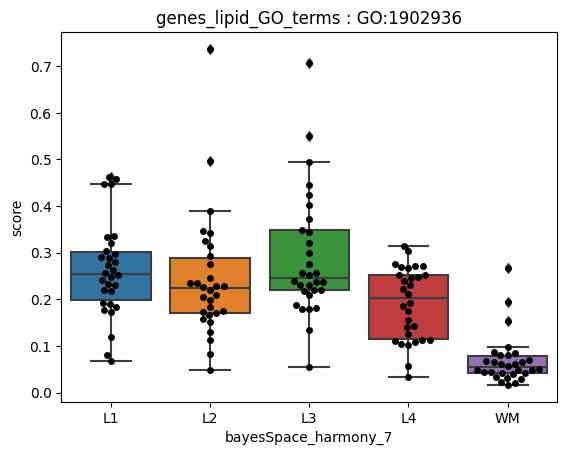 genes_lipid_GO_terms : GO:1902936
0.7
0.6
0.5
0.4
0.3
0.2
0.1
0.0
score
L1 L2 L3 L4 WM
bayesSpace_harmony_7